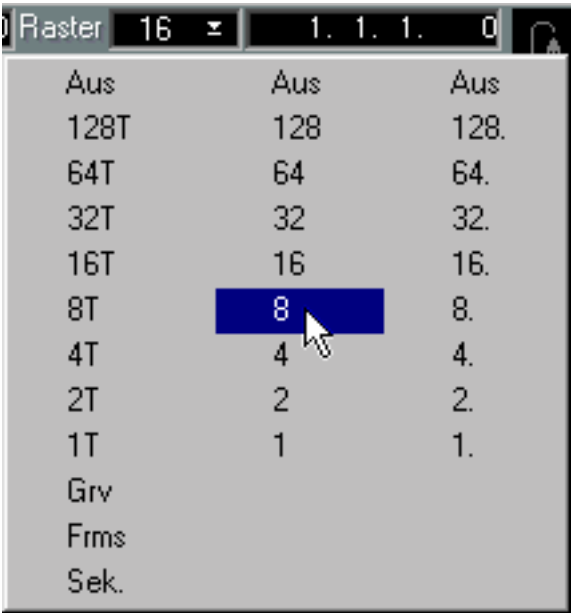 Raster 16 1. 1. 1. 0
Aus Aus Aus
128T 128 128.
64T 64 64.
32T 32 32.
16T 16 16.
8T 8 8.
4T 4 4.
2T 2 2.
1T 1 1.
Grv
Frms
Sek.